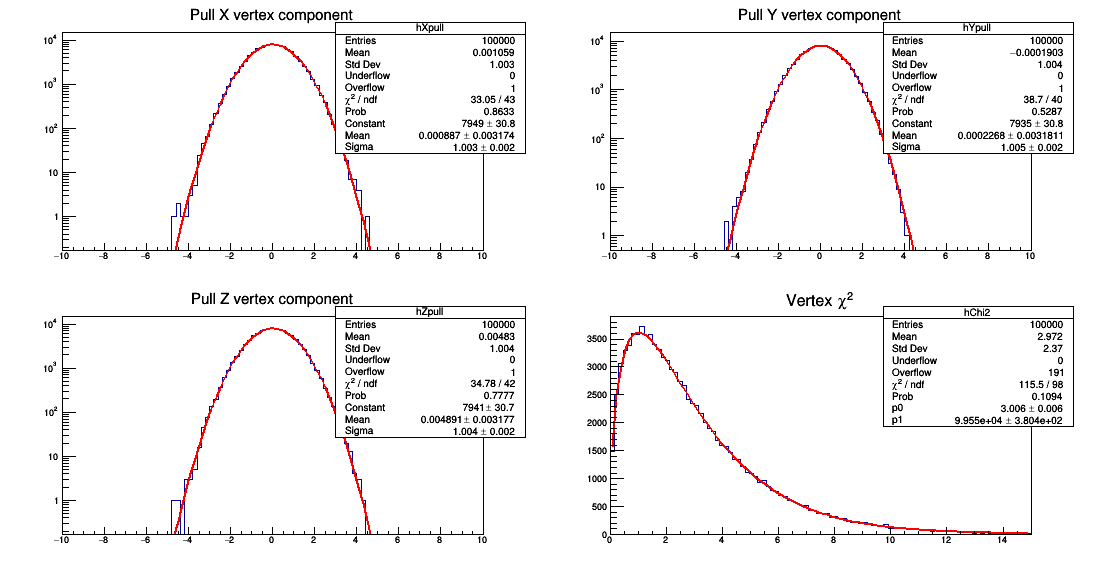 Pull X vertex component
hXpull
Entries 100000
Mean 0.001059
Std Dev 1.003
Underflow 0
Overflow 1
χ² / ndf 33.05 / 43
Prob 0.8633
Constant 7949 ± 30.8
Mean 0.000887 ± 0.003174
Sigma 1.003 ± 0.002
10⁴
10³
10²
10
1
−10 −8 −6 −4 −2 0 2 4 6 8 10
Pull Y vertex component
hYpull
Entries 100000
Mean −0.0001903
Std Dev 1.004
Underflow 0
Overflow 1
χ² / ndf 38.7 / 40
Prob 0.5287
Constant 7935 ± 30.8
Mean 0.0002268 ± 0.0031811
Sigma 1.005 ± 0.002
10⁴
10³
10²
10
1
−10 −8 −6 −4 −2 0 2 4 6 8 10
Pull Z vertex component
hZpull
Entries 100000
Mean 0.00483
Std Dev 1.004
Underflow 0
Overflow 1
χ² / ndf 34.78 / 42
Prob 0.7777
Constant 7941 ± 30.7
Mean 0.004891 ± 0.003177
Sigma 1.004 ± 0.002
10⁴
10³
10²
10
1
−10 −8 −6 −4 −2 0 2 4 6 8 10
Vertex χ²
hChi2
Entries 100000
Mean 2.972
Std Dev 2.37
Underflow 0
Overflow 191
χ² / ndf 115.5 / 98
Prob 0.1094
p0 3.006 ± 0.006
p1 9.955e+04 ± 3.804e+02
3500
3000
2500
2000
1500
1000
500
0
0 2 4 6 8 10 12 14